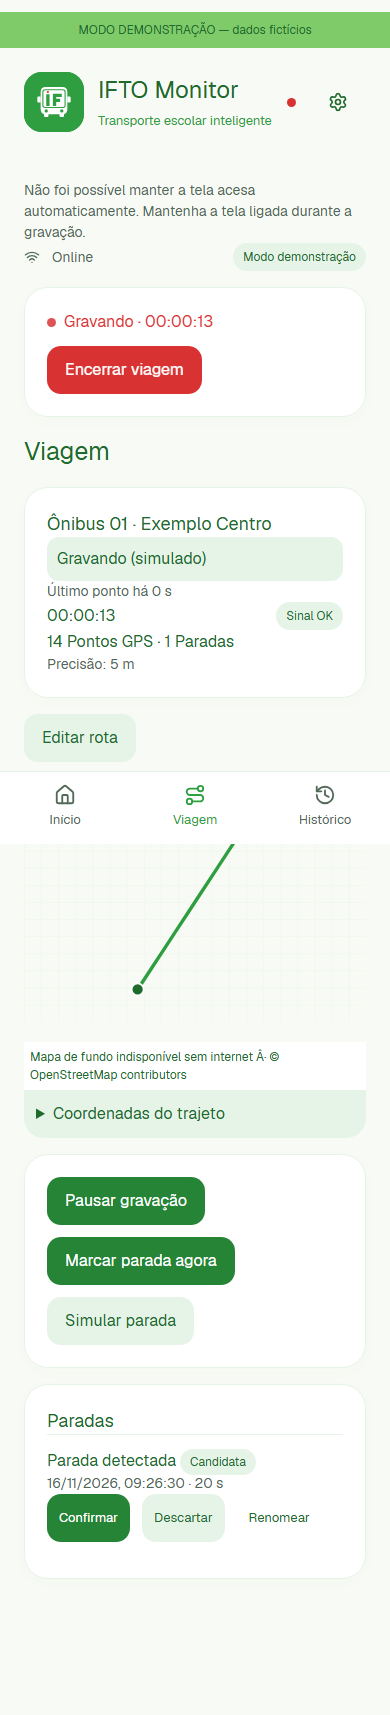 MODO DEMONSTRAÇÃO — dados fictícios
IF
IFTO Monitor
Transporte escolar inteligente
Não foi possível manter a tela acesa
automaticamente. Mantenha a tela ligada durante a
gravação.
Online
Modo demonstração
Gravando · 00:00:13
Encerrar viagem
Viagem
Ônibus 01 · Exemplo Centro
Gravando (simulado)
Último ponto há 0 s
00:00:13
Sinal OK
14 Pontos GPS · 1 Paradas
Precisão: 5 m
Editar rota
Início
Viagem
Histórico
Mapa de fundo indisponível sem internet Â· ©
OpenStreetMap contributors
Coordenadas do trajeto
Pausar gravação
Marcar parada agora
Simular parada
Paradas
Parada detectada Candidata
16/11/2026, 09:26:30 · 20 s
Confirmar
Descartar
Renomear